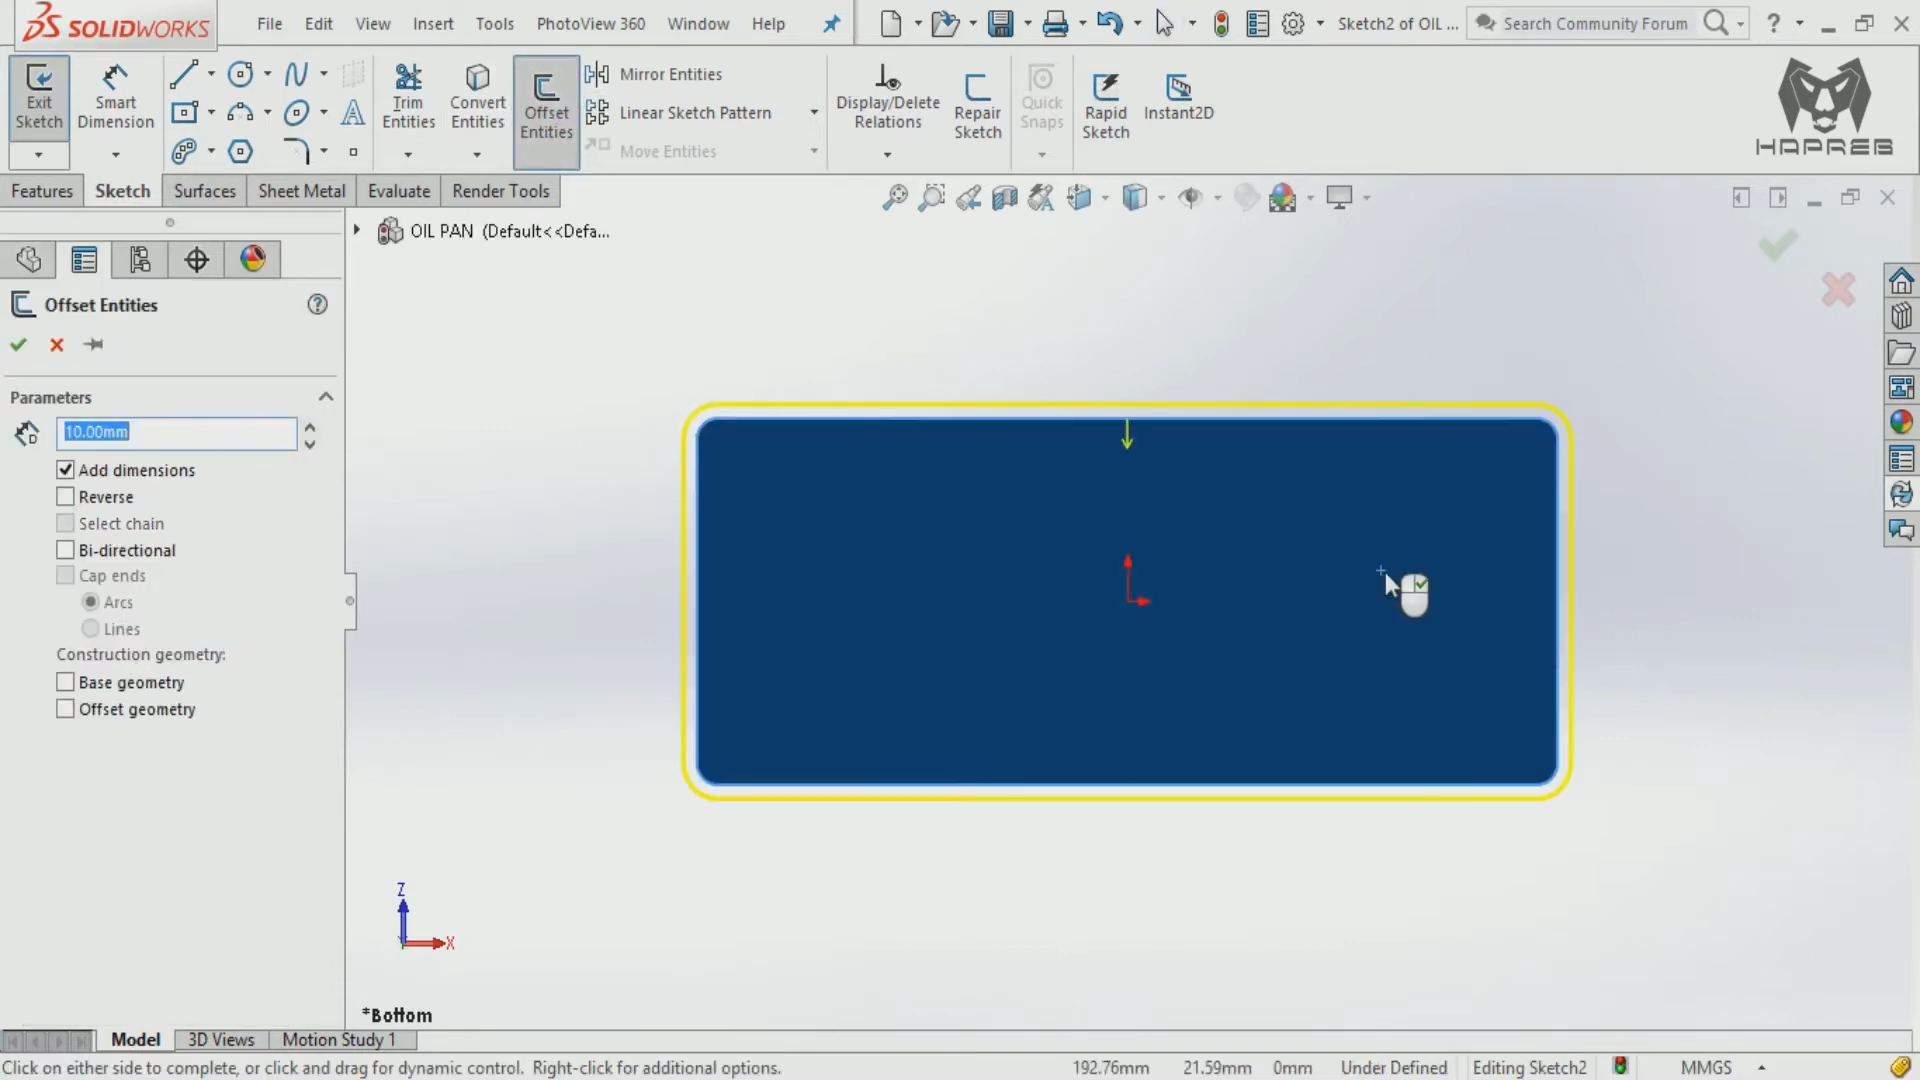 SOLIDWORKS
File Edit View Insert Tools PhotoView 360 Window Help
Sketch2 of OIL ...
Search Community Forum
?
Exit Sketch
Smart Dimension
Trim Entities
Convert Entities
Offset Entities
Mirror Entities
Linear Sketch Pattern
Move Entities
Display/Delete Relations
Repair Sketch
Quick Snaps
Rapid Sketch
Instant2D
HAPREB
Features Sketch Surfaces Sheet Metal Evaluate Render Tools
OIL PAN (Default<<Defa...
Offset Entities
?
Parameters
10.00mm
Add dimensions
Reverse
Select chain
Bi-directional
Cap ends
Arcs
Lines
Construction geometry:
Base geometry
Offset geometry
Z
X
*Bottom
Model 3D Views Motion Study 1
Click on either side to complete, or click and drag for dynamic control. Right-click for additional options.
192.76mm 21.59mm 0mm Under Defined Editing Sketch2 MMGS